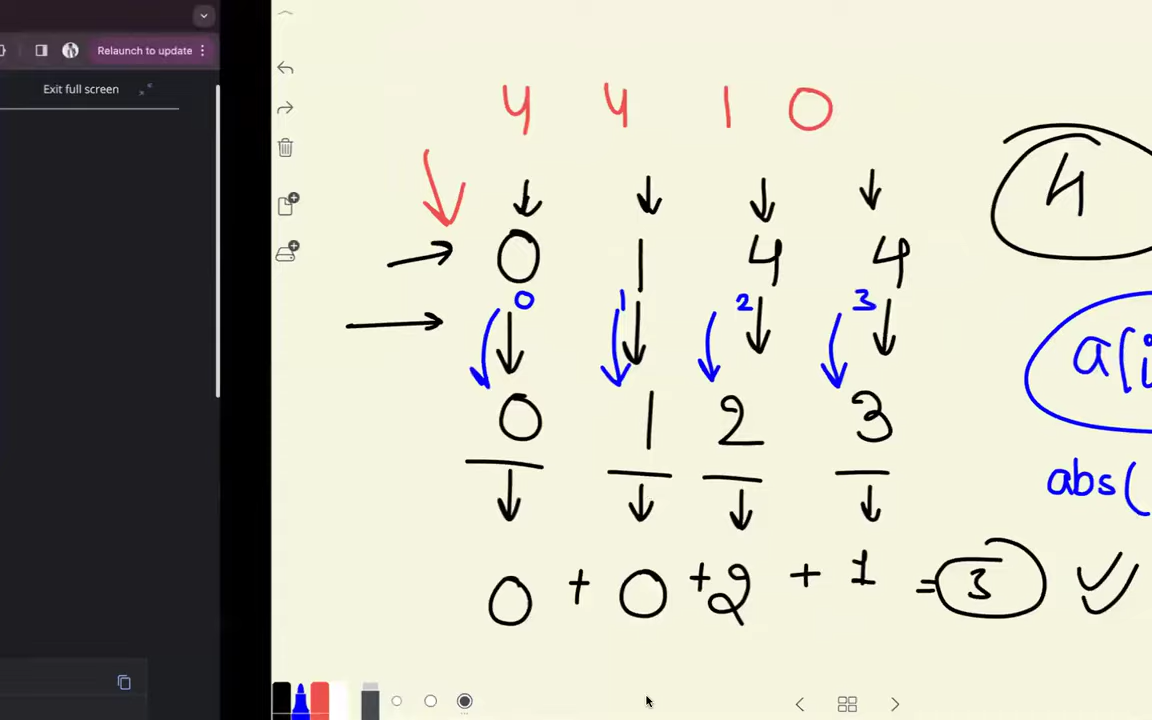 Relaunch to update
Exit full screen
4 4 1 0
0 1 4 4
4
0 1 2 3
a[i
0 1 2 3
abs(
0 + 0 + 2 + 1 = 3